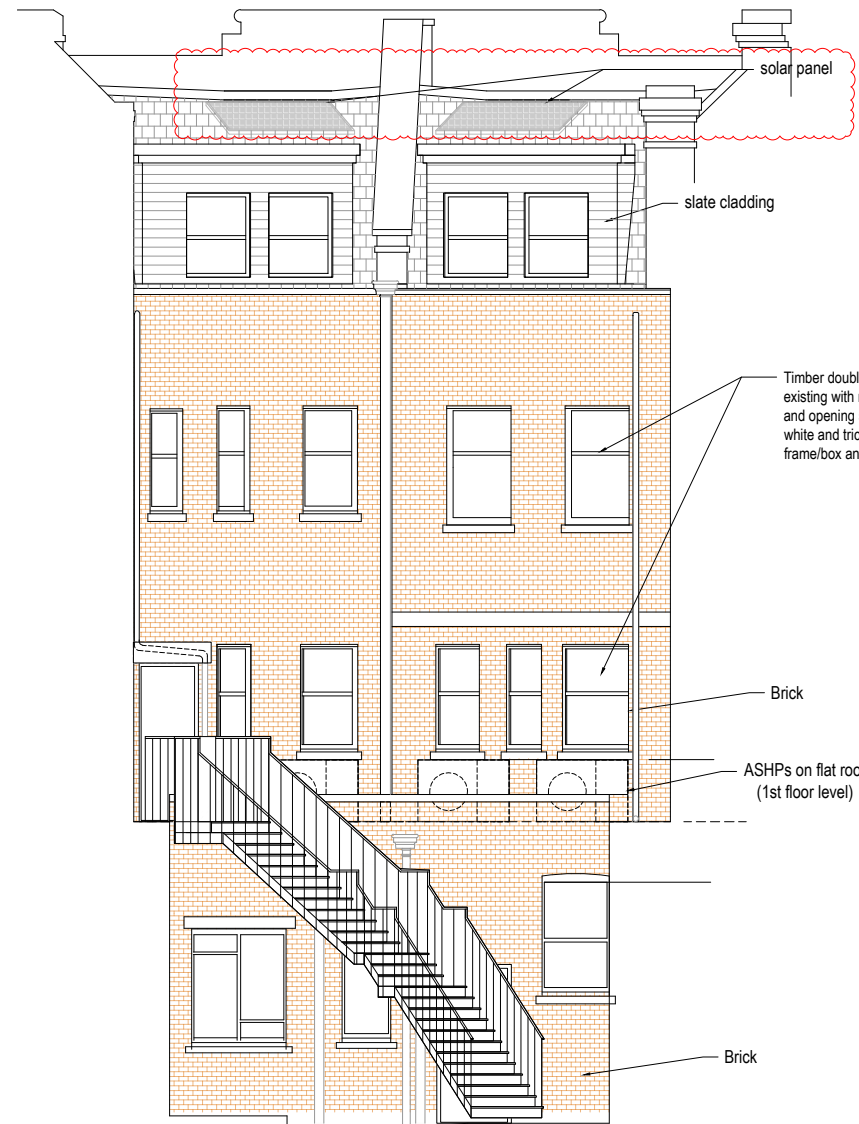 solar panel
slate cladding
Timber doubl
existing with
and opening
white and
frame/box an
Brick
ASHPs on flat roo
(1st floor level)
Brick